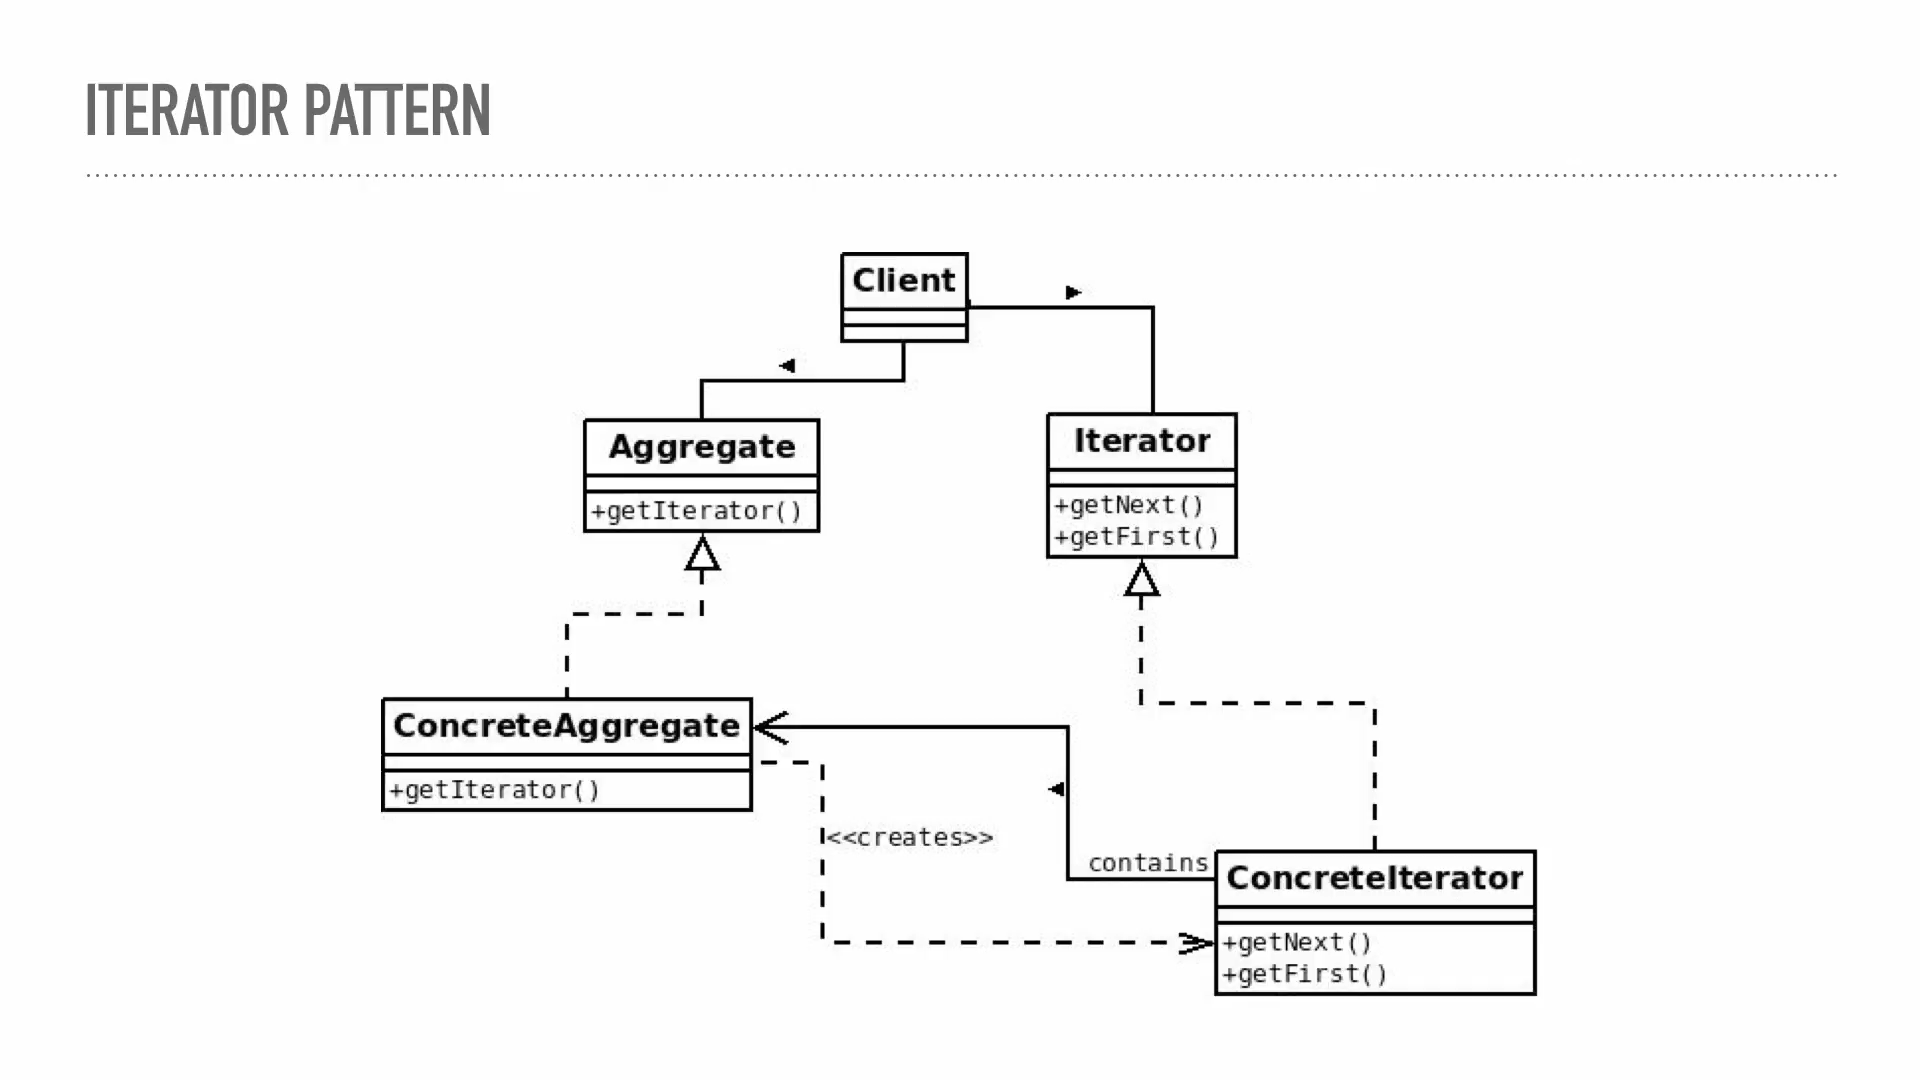 ITERATOR PATTERN
Client
Aggregate
+getIterator()
Iterator
+getNext()
+getFirst()
ConcreteAggregate
+getIterator()
<<creates>>
contains
ConcreteIterator
+getNext()
+getFirst()